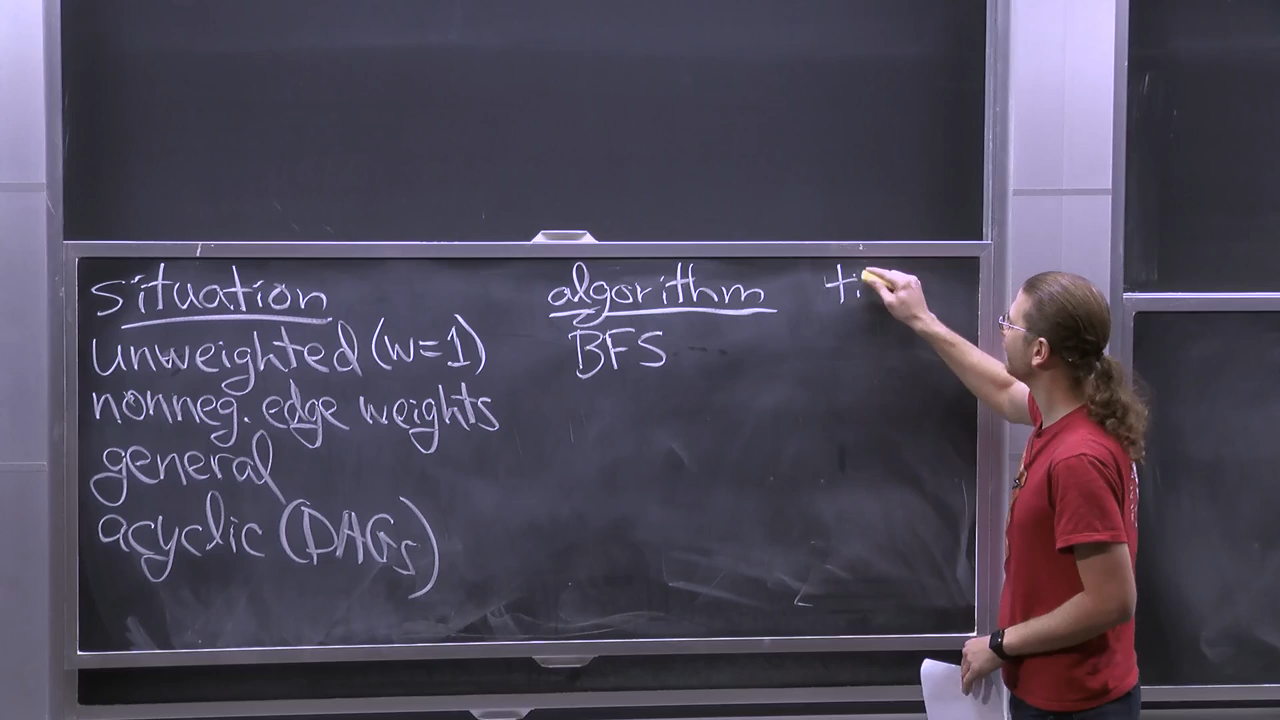 situation algorithm ti
unweighted (w=1) BFS
nonneg. edge weights
general
acyclic (DAGs)